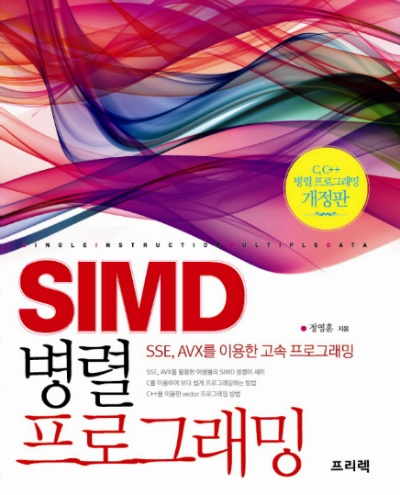 C, C++
병렬 프로그래밍
개정판
SINGLE INSTRUCTION MULTIPLE DATA
SIMD
정영훈 지음
병렬
SSE, AVX를 이용한 고속 프로그래밍
SSE, AVX를 활용한 어셈블리 SIMD 명령어 세트
C를 이용하여 보다 쉽게 프로그래밍하는 방법
C++을 이용한 vector 프로그래밍 방법
프로그래밍
프리렉